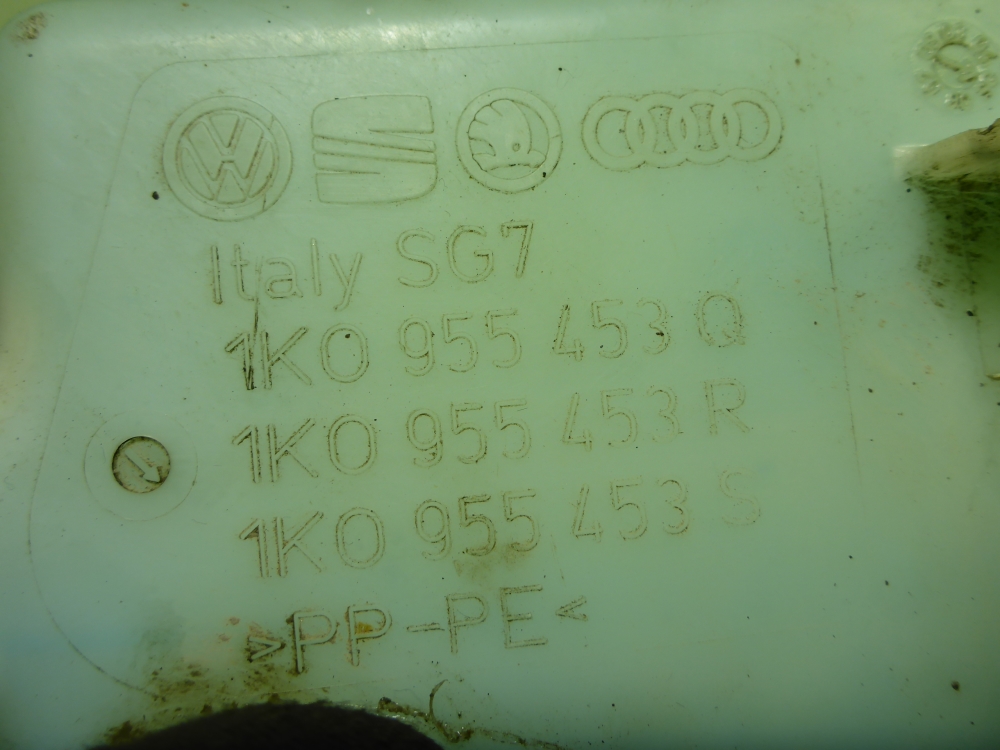 Italy SG7
1K0 955 453 Q
1K0 955 453 R
1K0 955 453 S
>PP-PE<